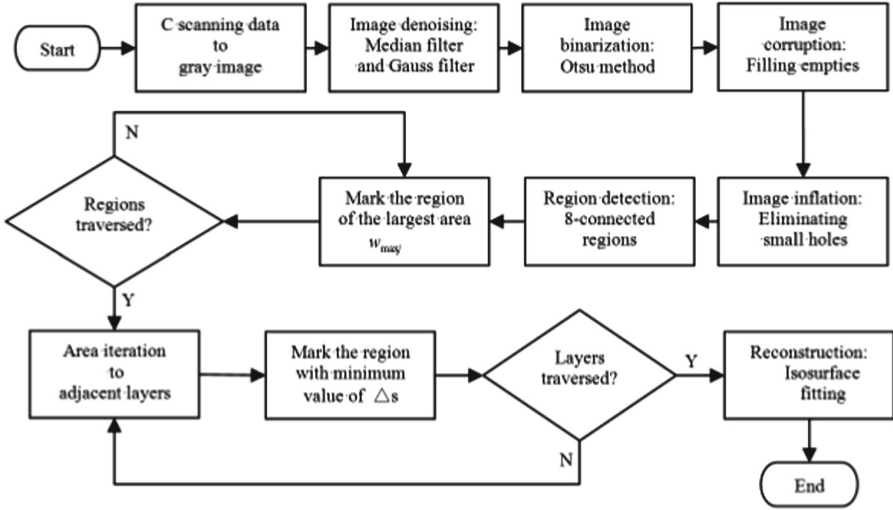 Start
C scanning data
to
gray image
Image denoising:
Median filter
and Gauss filter
Image
binarization:
Otsu method
Image
corruption:
Filling empties
N
Regions
traversed?
Mark the region
of the largest area
w_max
Region detection:
8-connected
regions
Image inflation:
Eliminating
small holes
Y
Area iteration
to
adjacent layers
Mark the region
with minimum
value of △s
Layers
traversed?
Y
Reconstruction:
Isosurface
fitting
N
End